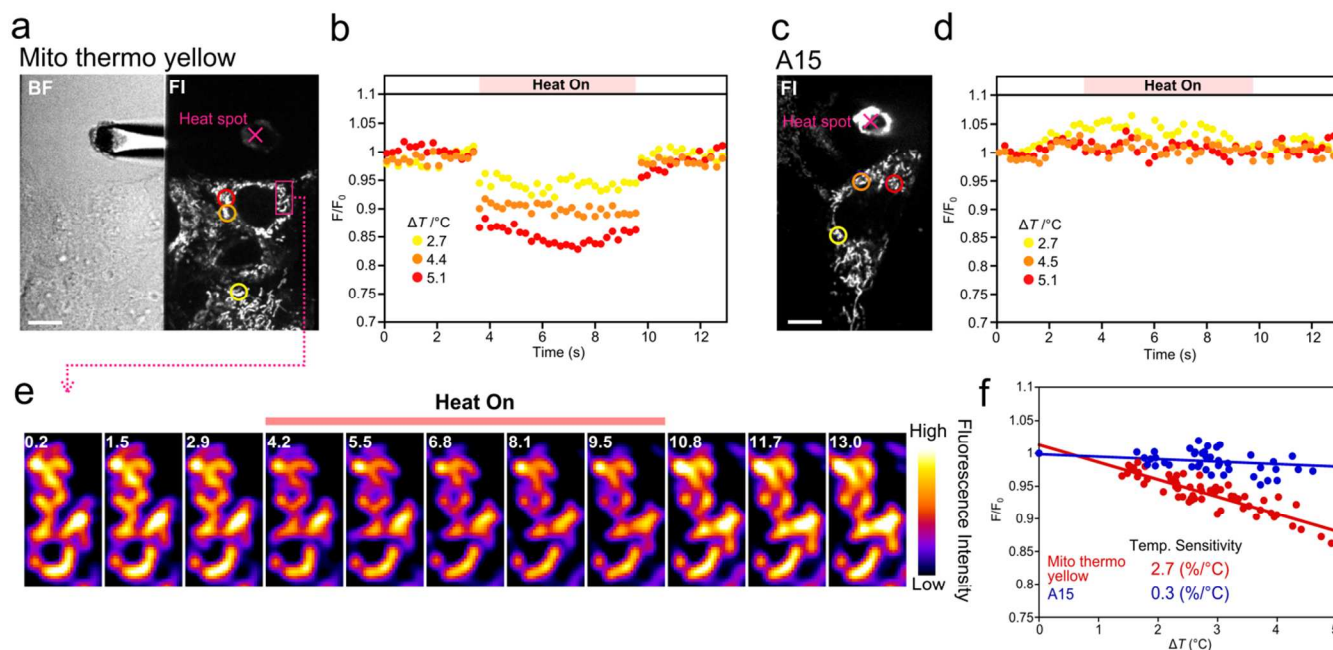 a
Mito thermo yellow
BF
FI
Heat spot
b
Heat On
1.1
1.05
1
0.95
0.9
0.85
0.8
0.7
F/F0
ΔT /°C
2.7
4.4
5.1
0 2 4 6 8 10 12
Time (s)
c
A15
FI
Heat spot
d
Heat On
1.1
1.05
1
0.95
0.9
0.85
0.8
0.7
F/F0
ΔT /°C
2.7
4.5
5.1
0 2 4 6 8 10 12
Time (s)
e
Heat On
0.2 1.5 2.9 4.2 5.5 6.8 8.1 9.5 10.8 11.7 13.0
High
Low
Fluorescence Intensity
f
1.1
1.05
1
0.95
0.9
0.85
0.8
0.75
F/F0
Temp. Sensitivity
Mito thermo
yellow
2.7 (%/°C)
A15
0.3 (%/°C)
0 1 2 3 4 5
ΔT (°C)